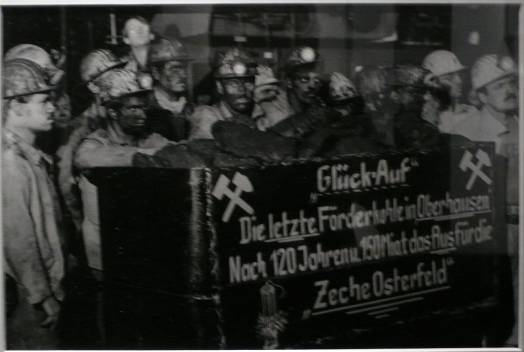 „Glück-Auf"
Die letzte Förderkohle in Oberhausen
Nach 120 Jahren u. 190 Mio t das Aus für die
„Zeche Osterfeld"